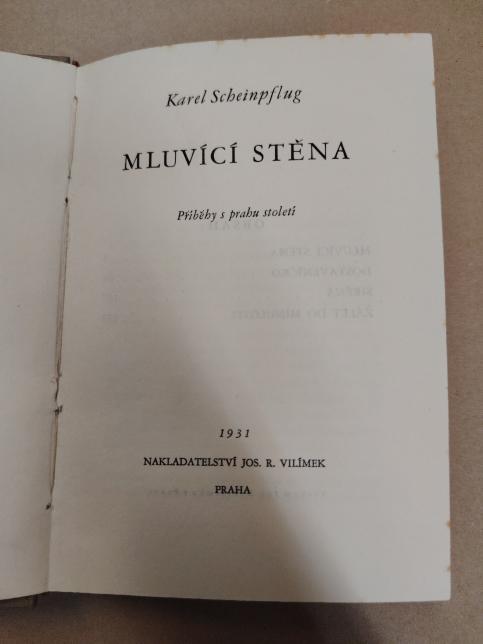 Karel Scheinpflug
MLUVÍCÍ STĚNA
Příběhy s prahu století
1931
NAKLADATELSTVÍ JOS. R. VILÍMEK
PRAHA